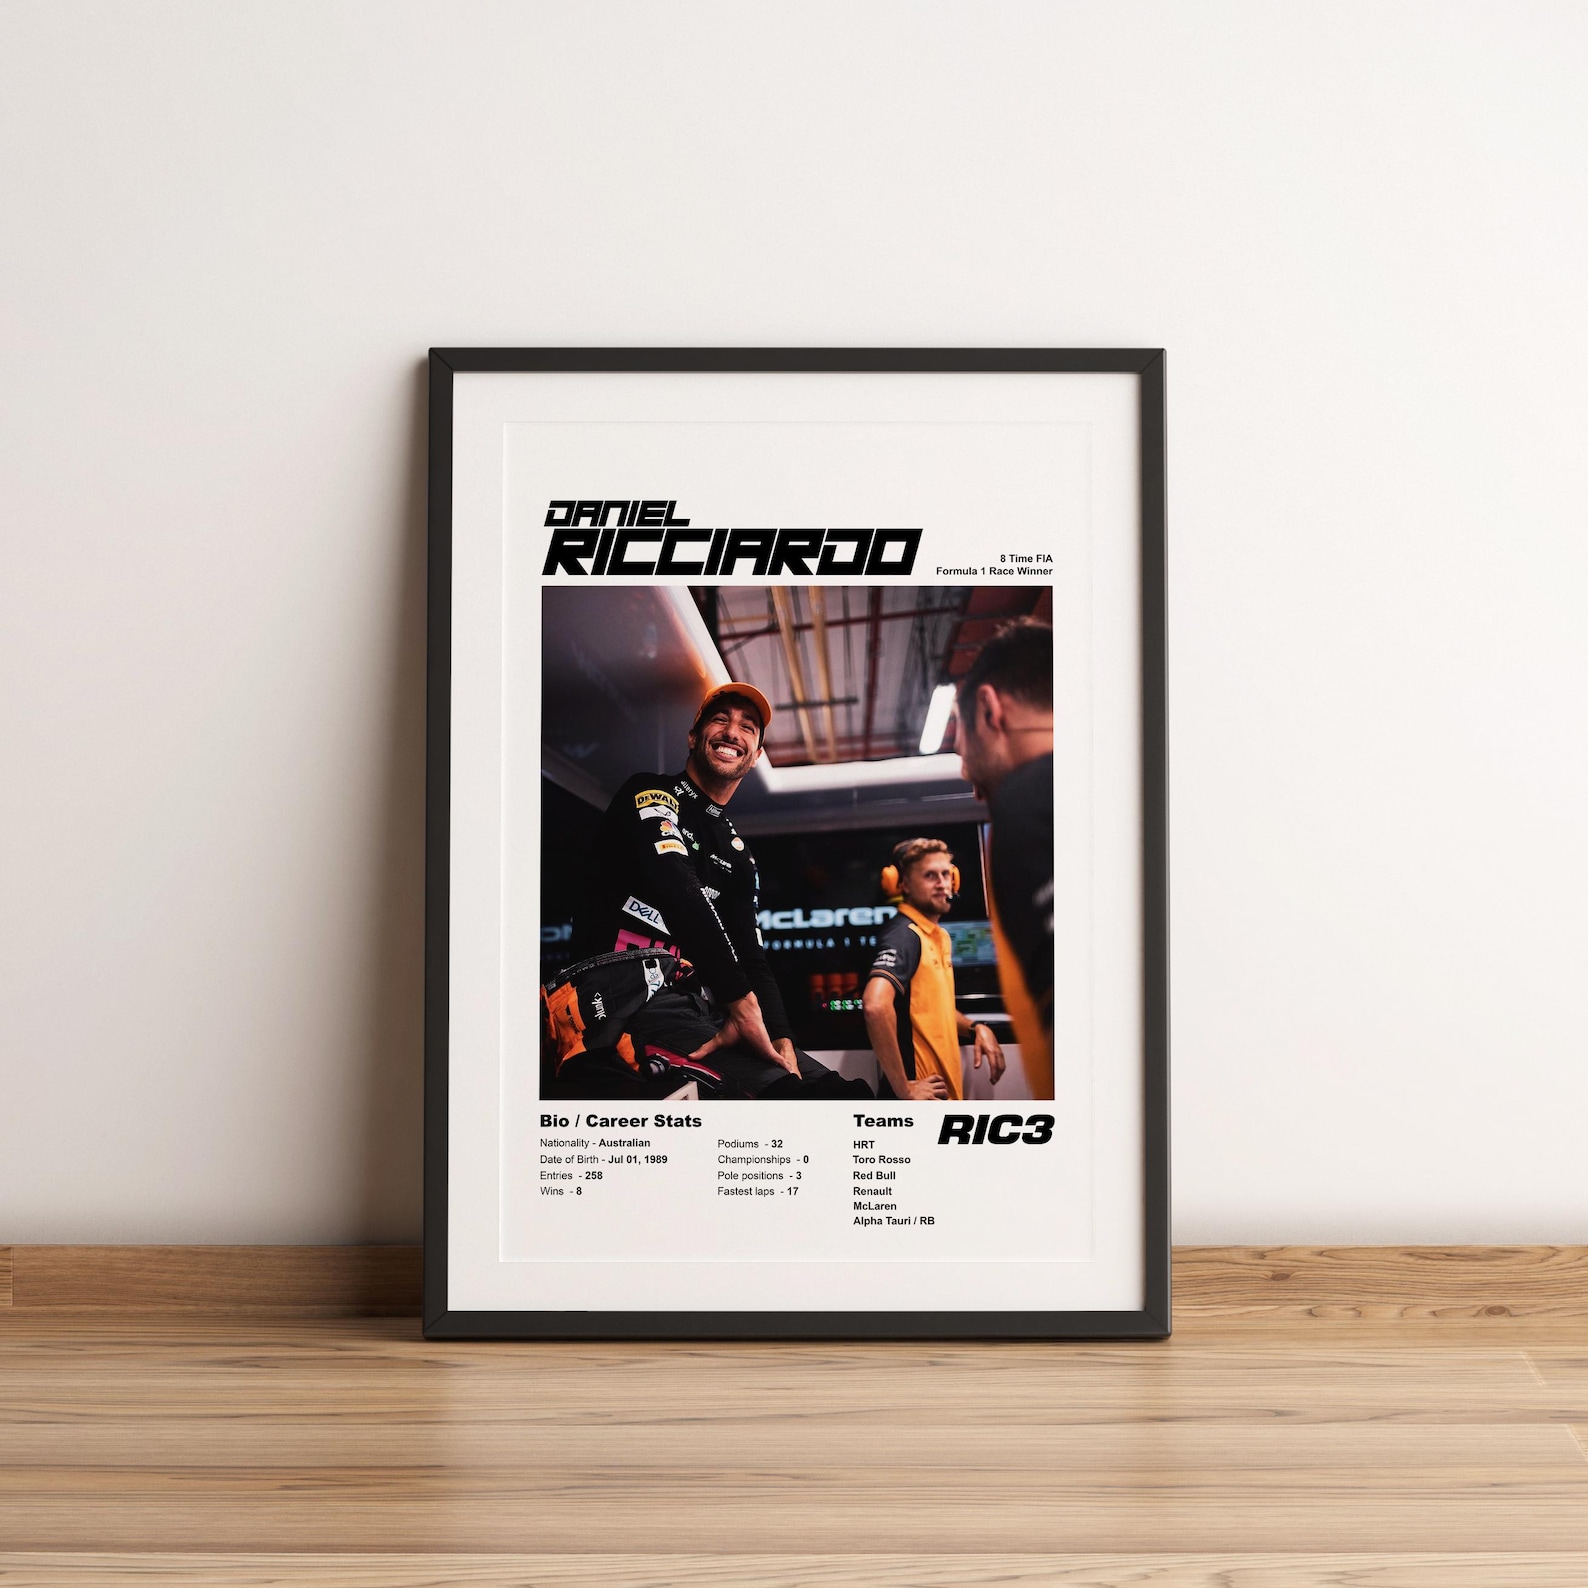 DANIEL
RICCIARDO
8 Time FIA
Formula 1 Race Winner
DEWALT
DELL
McLaren
FORMULA 1 TE
Bio / Career Stats
Nationality - Australian
Date of Birth - Jul 01, 1989
Entries - 258
Wins - 8
Podiums - 32
Championships - 0
Pole positions - 3
Fastest laps - 17
Teams
HRT
Toro Rosso
Red Bull
Renault
McLaren
Alpha Tauri / RB
RIC3